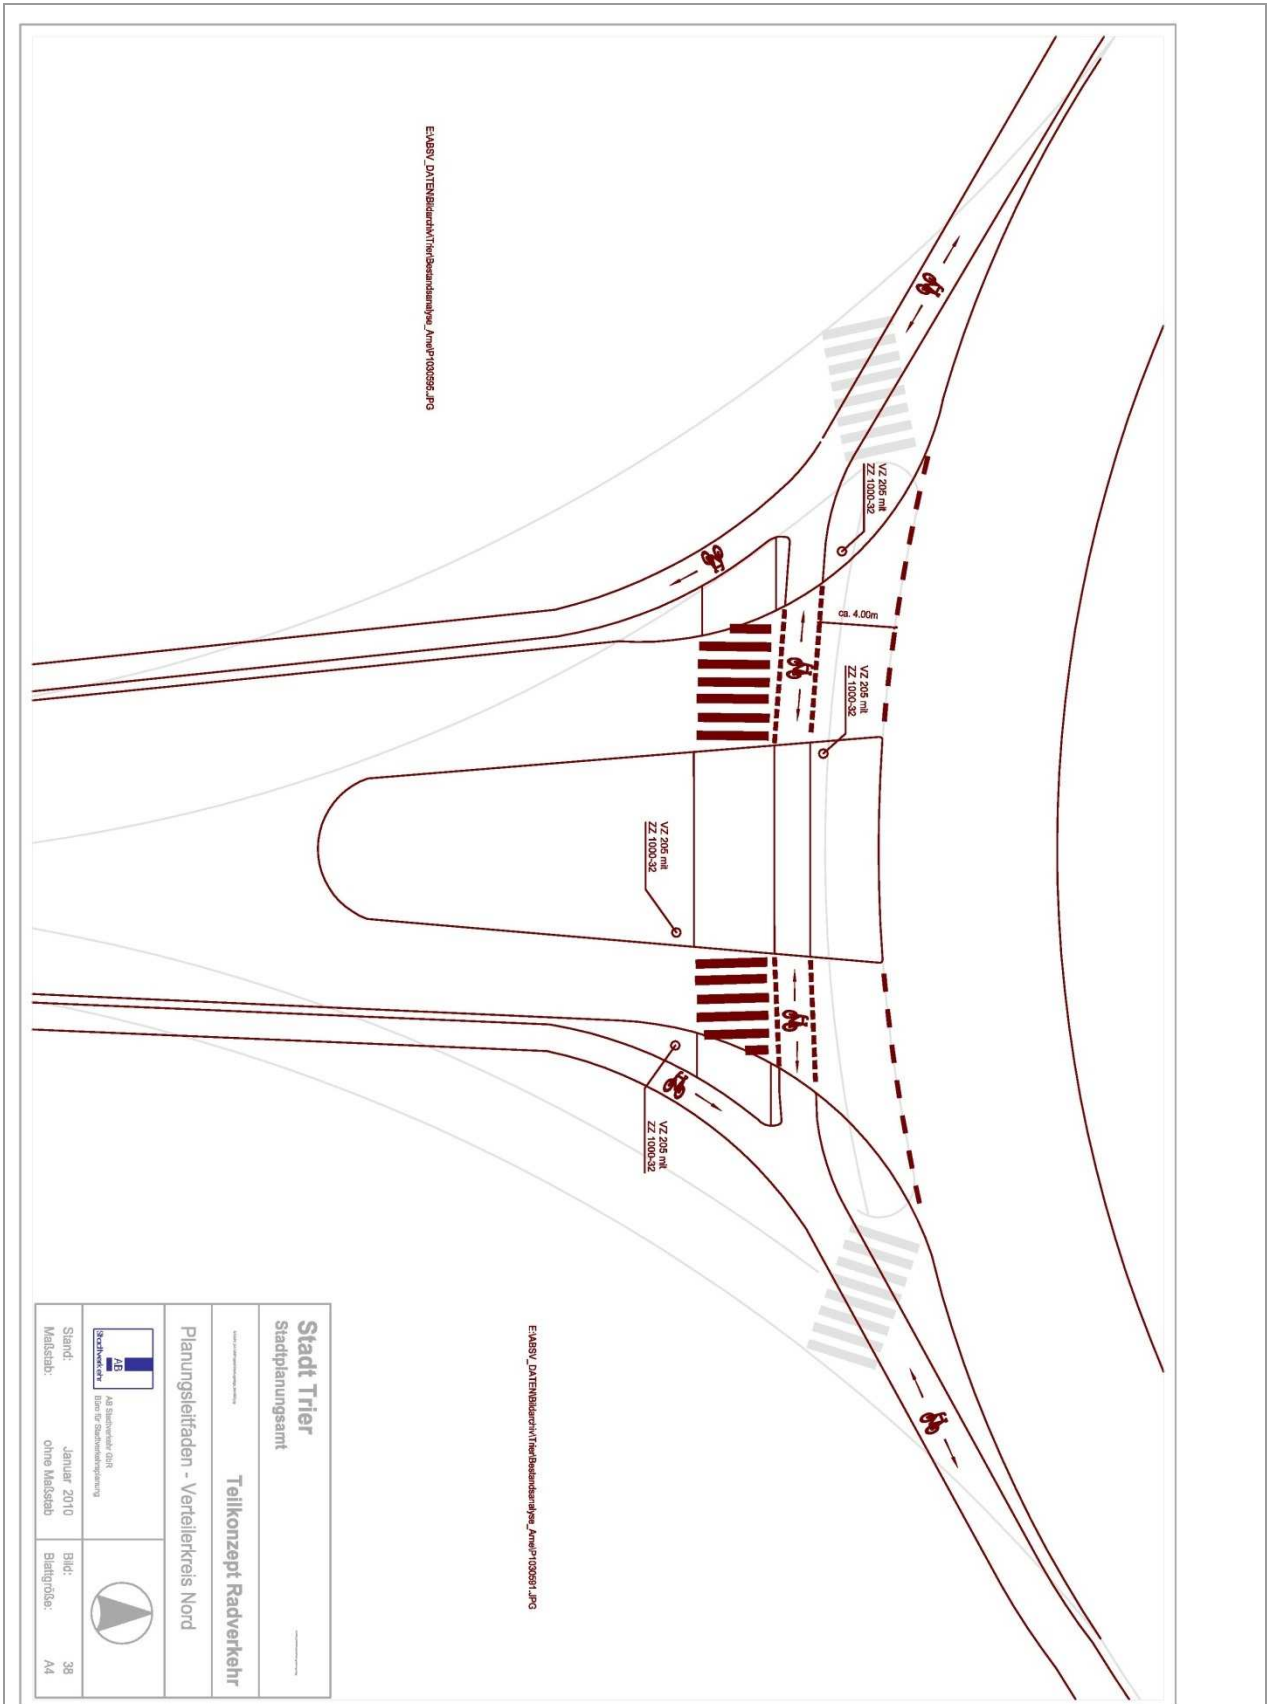 E:\ABSV_DATEN\Bildarchiv\Trier\Bestandsanalyse_Arne\P1030595.JPG
VZ 205 mit
ZZ 1000-32
ca. 4.00m
VZ 205 mit
ZZ 1000-32
VZ 205 mit
ZZ 1000-32
VZ 205 mit
ZZ 1000-32
E:\ABSV_DATEN\Bildarchiv\Trier\Bestandsanalyse_Arne\P1030591.JPG
Stadt Trier
Stadtplanungsamt
Teilkonzept Radverkehr
Planungsleitfaden - Verteilerkreis Nord
AB
Stadtverkehr
AB Stadtverkehr GbR
Büro für Stadtverkehrsplanung
Stand: Januar 2010 Bild: 38
Maßstab: ohne Maßstab Blattgröße: A4